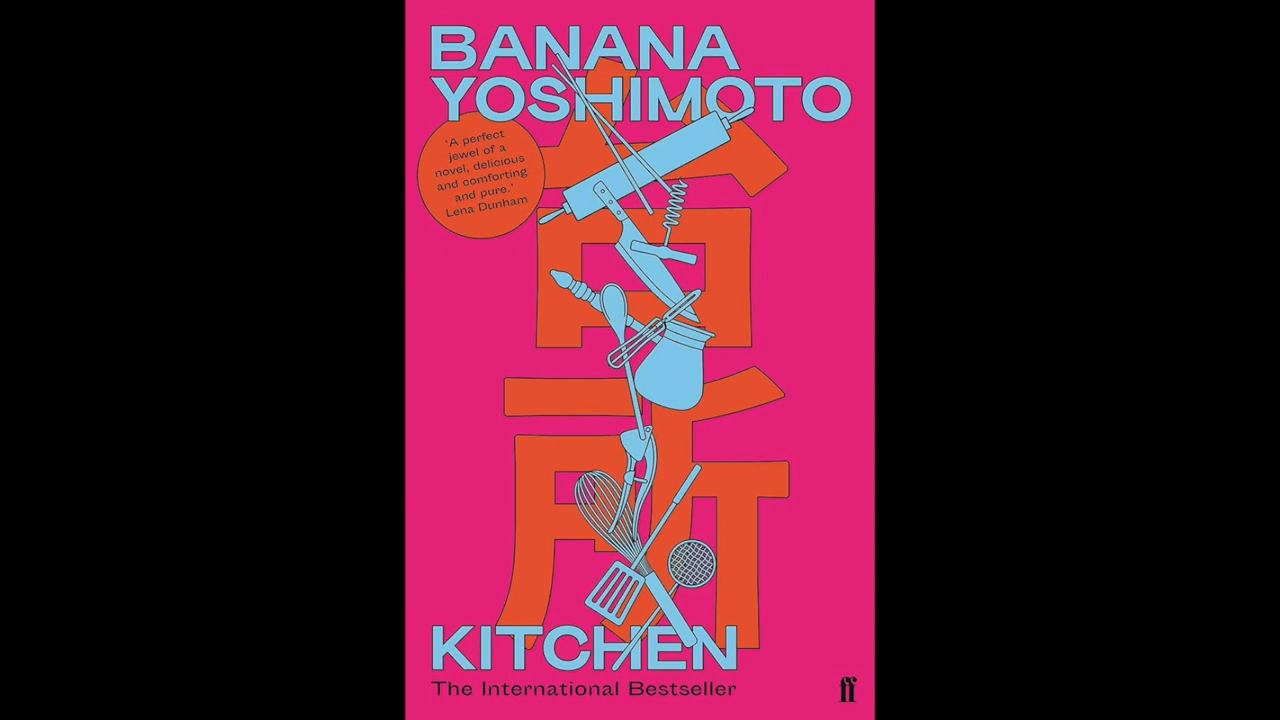 BANANA
YOSHIMOTO
‘A perfect
jewel of a
novel, delicious
and comforting
and pure.’
Lena Dunham
台
所
KITCHEN
The International Bestseller
ff